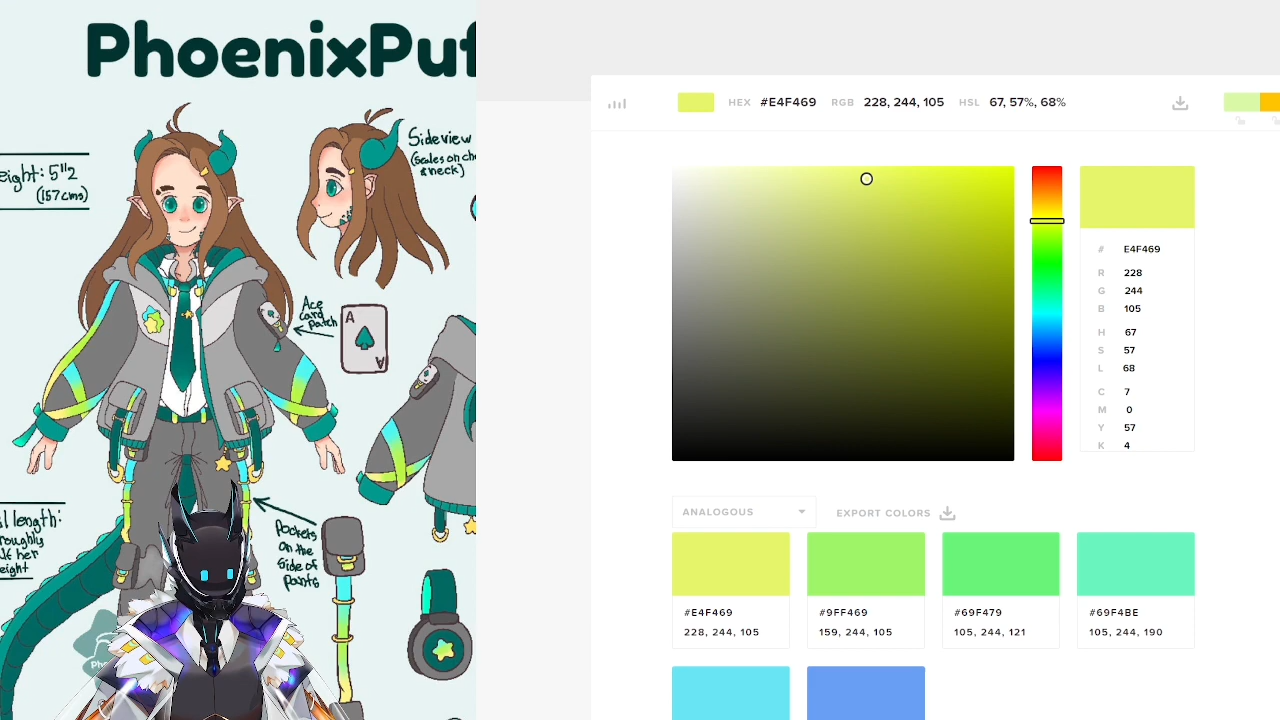 PhoenixPuf
eight: 5'2
(157cms)
Sideview
(Scales on che
& neck)
Ace
card
Patch
A
A
l length:
roughly
eight
Pockets
on the
side of
pants
Pho
HEX #E4F469 RGB 228, 244, 105 HSL 67, 57%, 68%
# E4F469
R 228
G 244
B 105
H 67
S 57
L 68
C 7
M 0
Y 57
K 4
ANALOGOUS
EXPORT COLORS
#E4F469
228, 244, 105
#9FF469
159, 244, 105
#69F479
105, 244, 121
#69F4BE
105, 244, 190